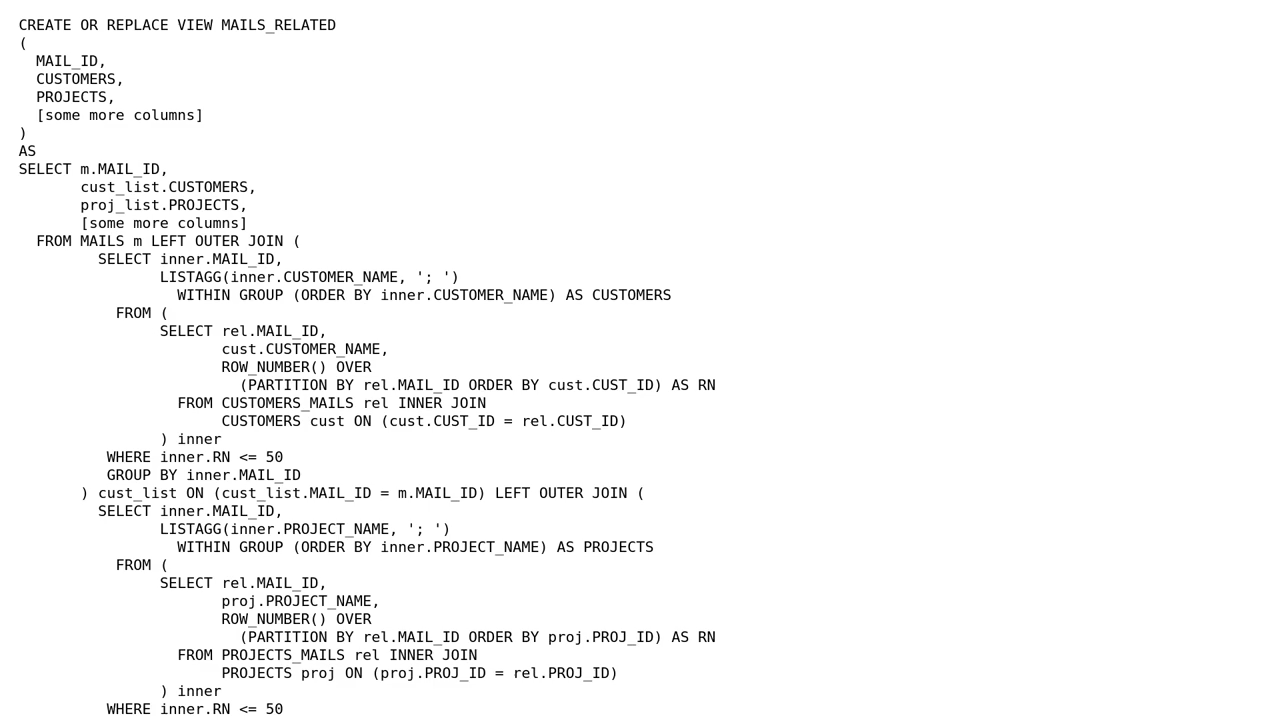 CREATE OR REPLACE VIEW MAILS_RELATED
(
  MAIL_ID,
  CUSTOMERS,
  PROJECTS,
  [some more columns]
)
AS
SELECT m.MAIL_ID,
       cust_list.CUSTOMERS,
       proj_list.PROJECTS,
       [some more columns]
  FROM MAILS m LEFT OUTER JOIN (
         SELECT inner.MAIL_ID,
                LISTAGG(inner.CUSTOMER_NAME, '; ')
                  WITHIN GROUP (ORDER BY inner.CUSTOMER_NAME) AS CUSTOMERS
           FROM (
                SELECT rel.MAIL_ID,
                       cust.CUSTOMER_NAME,
                       ROW_NUMBER() OVER
                         (PARTITION BY rel.MAIL_ID ORDER BY cust.CUST_ID) AS RN
                  FROM CUSTOMERS_MAILS rel INNER JOIN
                       CUSTOMERS cust ON (cust.CUST_ID = rel.CUST_ID)
                ) inner
          WHERE inner.RN <= 50
          GROUP BY inner.MAIL_ID
       ) cust_list ON (cust_list.MAIL_ID = m.MAIL_ID) LEFT OUTER JOIN (
         SELECT inner.MAIL_ID,
                LISTAGG(inner.PROJECT_NAME, '; ')
                  WITHIN GROUP (ORDER BY inner.PROJECT_NAME) AS PROJECTS
           FROM (
                SELECT rel.MAIL_ID,
                       proj.PROJECT_NAME,
                       ROW_NUMBER() OVER
                         (PARTITION BY rel.MAIL_ID ORDER BY proj.PROJ_ID) AS RN
                  FROM PROJECTS_MAILS rel INNER JOIN
                       PROJECTS proj ON (proj.PROJ_ID = rel.PROJ_ID)
                ) inner
          WHERE inner.RN <= 50